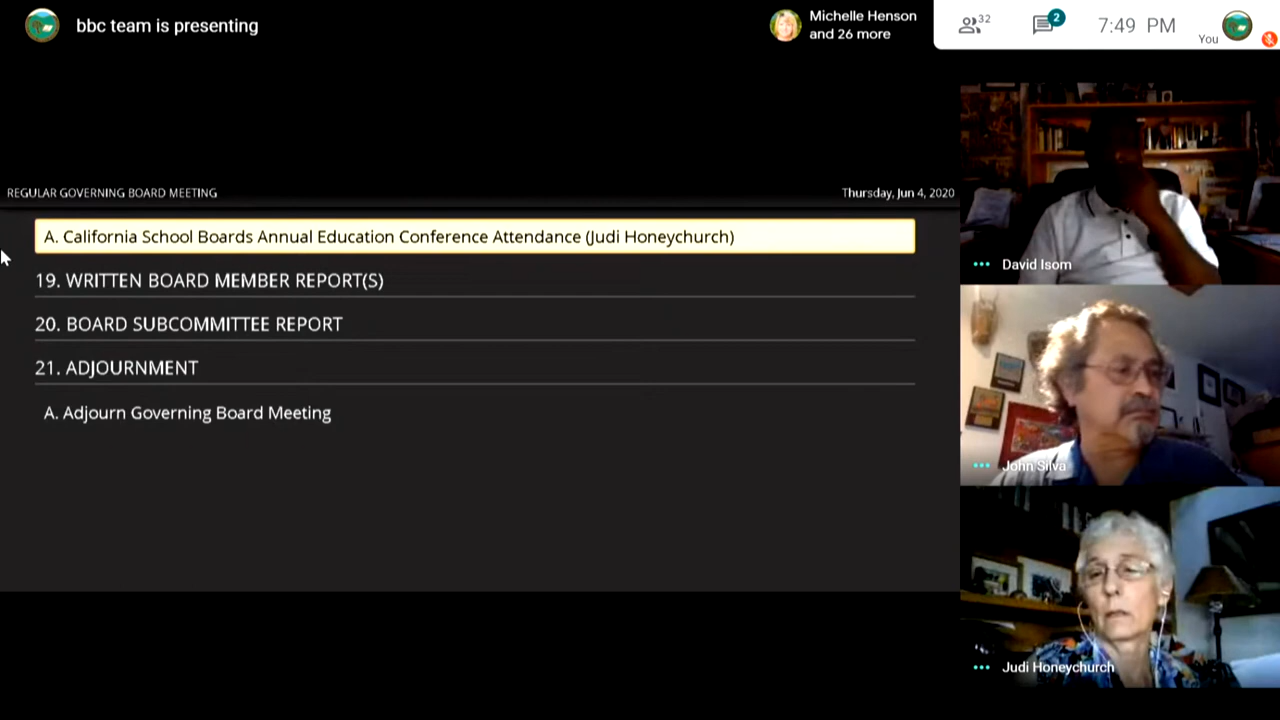 bbc team is presenting
Michelle Henson
and 26 more
32
2
7:49 PM
You
REGULAR GOVERNING BOARD MEETING
Thursday, Jun 4, 2020
A. California School Boards Annual Education Conference Attendance (Judi Honeychurch)
19. WRITTEN BOARD MEMBER REPORT(S)
20. BOARD SUBCOMMITTEE REPORT
21. ADJOURNMENT
A. Adjourn Governing Board Meeting
David Isom
John Silva
Judi Honeychurch